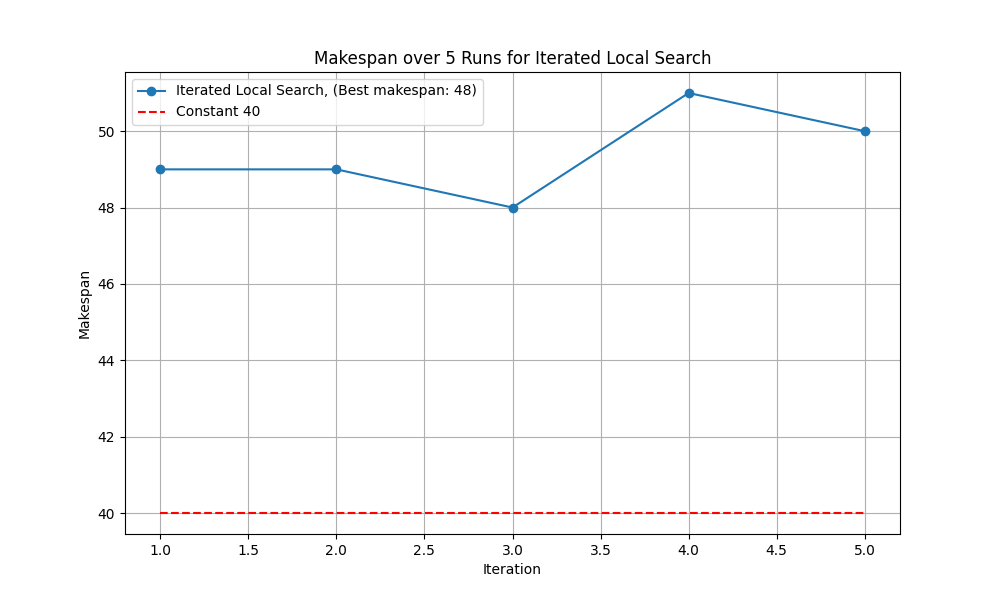 Makespan over 5 Runs for Iterated Local Search
Iterated Local Search, (Best makespan: 48)
Constant 40
Makespan
50
48
46
44
42
40
1.0 1.5 2.0 2.5 3.0 3.5 4.0 4.5 5.0
Iteration